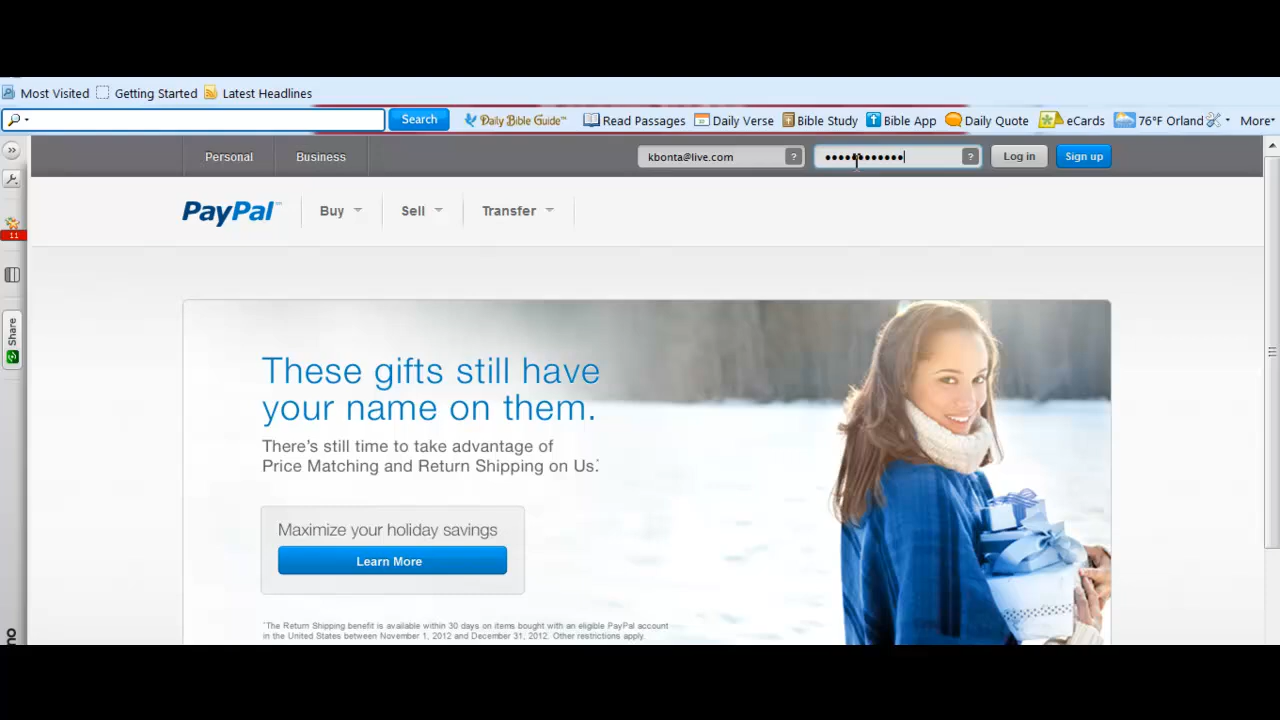 Most Visited Getting Started Latest Headlines
Search Daily Bible Guide™ Read Passages Daily Verse Bible Study Bible App Daily Quote eCards 76°F Orland More
Personal Business kbonta@live.com ? •••••••••••• ? Log in Sign up
11
PayPal™ Buy Sell Transfer
Share
These gifts still have
your name on them.
There's still time to take advantage of
Price Matching and Return Shipping on Us.*
Maximize your holiday savings
Learn More
*The Return Shipping benefit is available within 30 days on items bought with an eligible PayPal account
in the United States between November 1, 2012 and December 31, 2012. Other restrictions apply.